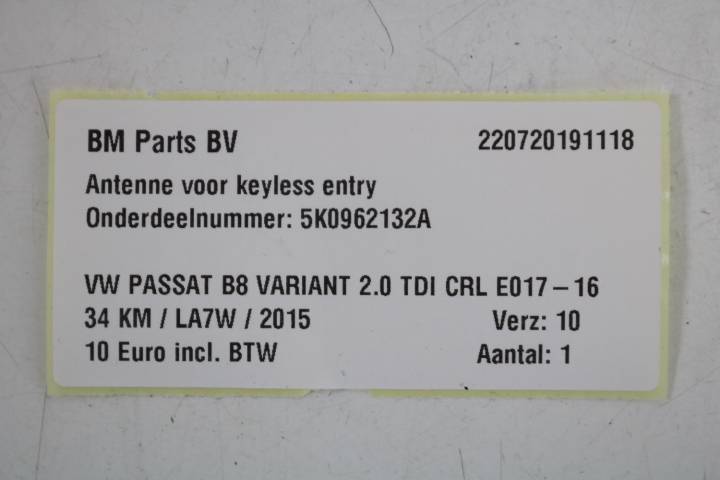 BM Parts BV 220720191118
Antenne voor keyless entry
Onderdeelnummer: 5K0962132A
VW PASSAT B8 VARIANT 2.0 TDI CRL E017-16
34 KM / LA7W / 2015 Verz: 10
10 Euro incl. BTW Aantal: 1